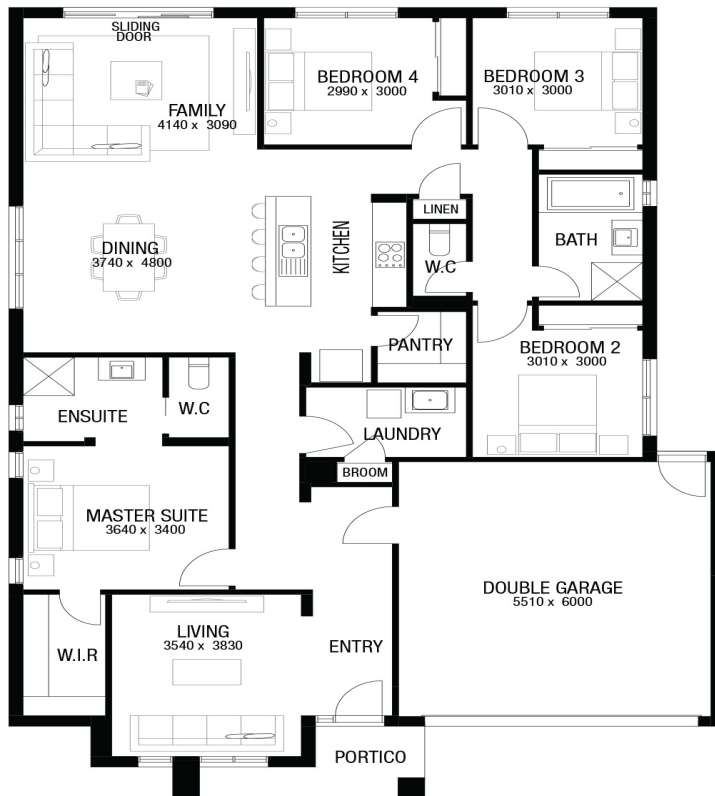 SLIDING
DOOR
FAMILY
4140 x 3090
BEDROOM 4
2990 x 3000
BEDROOM 3
3010 x 3000
LINEN
DINING
3740 x 4800
KITCHEN
W.C
BATH
PANTRY
BEDROOM 2
3010 x 3000
ENSUITE
W.C
LAUNDRY
BROOM
MASTER SUITE
3640 x 3400
DOUBLE GARAGE
5510 x 6000
W.I.R
LIVING
3540 x 3830
ENTRY
PORTICO